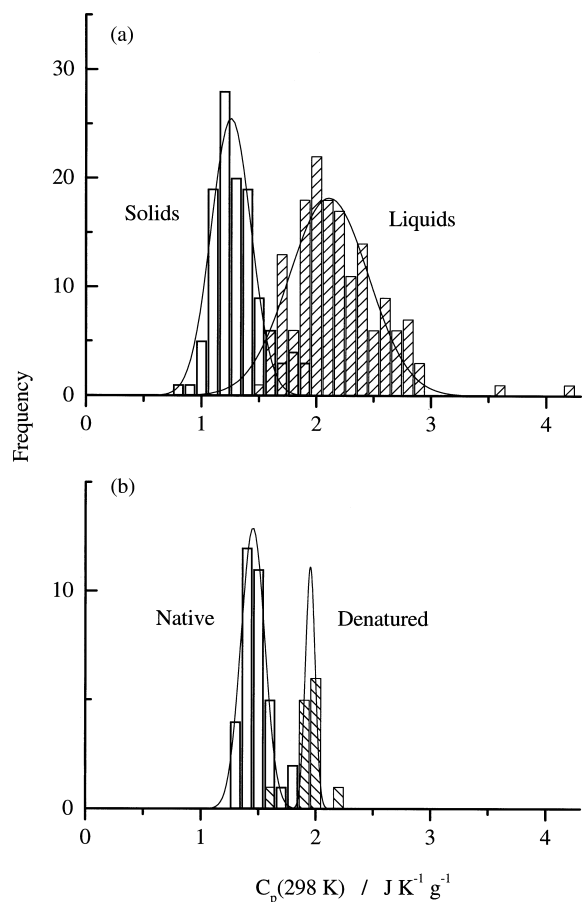 (a)
30
Solids
Liquids
20
10
0
0 1 2 3 4
Frequency
(b)
Native
Denatured
10
0
0 1 2 3 4
Cp(298 K) / J K-1 g-1